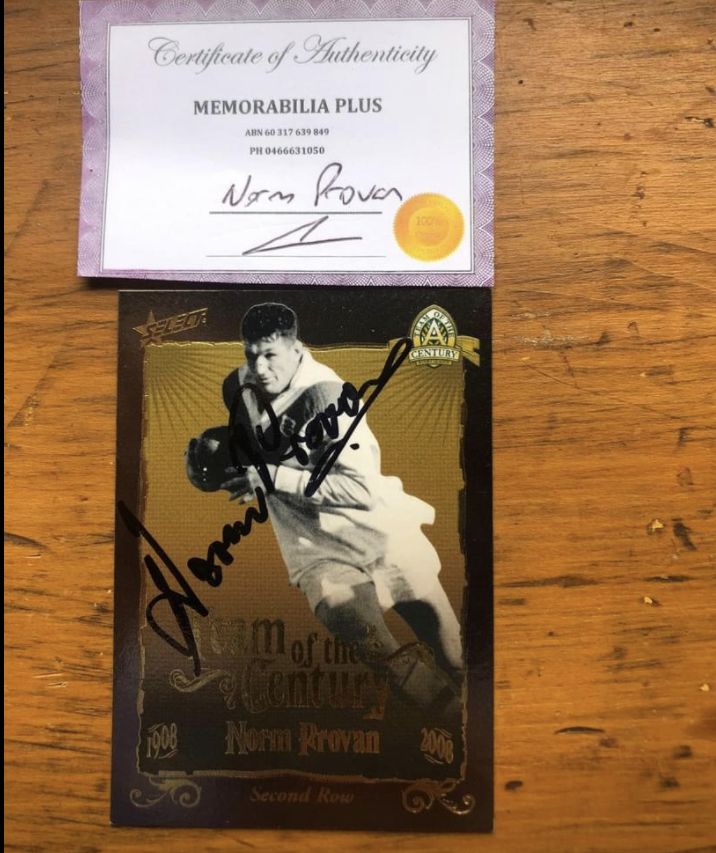 Certificate of Authenticity
MEMORABILIA PLUS
ABN 60 317 639 849
PH 0466631050
Norm Provan
100%
SELECT
TEAM OF THE
CENTURY
Norm Provan
Team
of the
Century
1908
Norm Provan
2008
Second Row